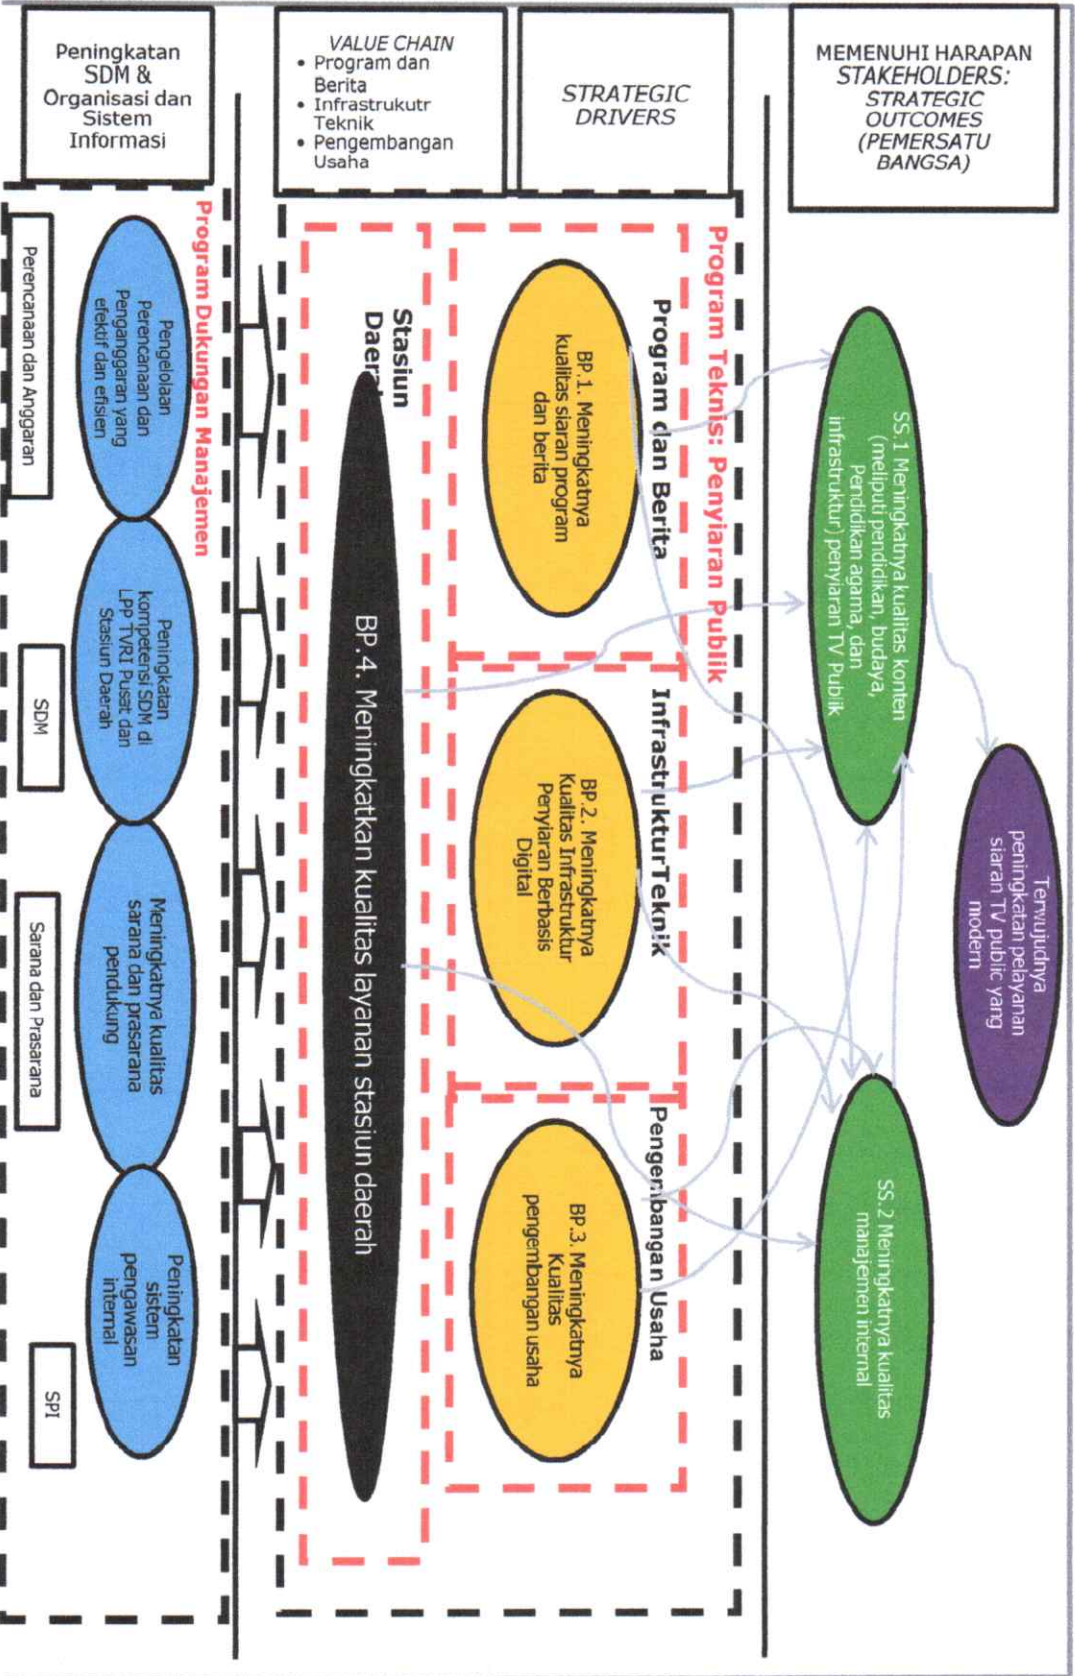 MEMENUHI HARAPAN
STAKEHOLDERS:
STRATEGIC
OUTCOMES
(PEMERSATU
BANGSA)
Terwujudnya
peningkatan pelayanan
siaran TV public yang
modern
SS.1 Meningkatnya kualitas konten
(meliputi pendidikan, budaya,
Pendidikan agama, dan
infrastruktur) penyiaran TV Publik
SS.2 Meningkatnya kualitas
manajemen internal
STRATEGIC
DRIVERS
VALUE CHAIN
• Program dan
Berita
• Infrastrukutr
Teknik
• Pengembangan
Usaha
Program Teknis: Penyiaran Publik
Program dan Berita
BP.1. Meningkatnya
kualitas siaran program
dan berita
InfrastrukturTeknik
BP.2. Meningkatnya
Kualitas Infrastruktur
Penyiaran Berbasis
Digital
Pengembangan Usaha
BP.3. Meningkatnya
Kualitas
pengembangan usaha
Stasiun
BP.4. Meningkatkan kualitas layanan stasiun daerah
Peningkatan
SDM &
Organisasi dan
Sistem
Informasi
Program Dukungan Manajemen
Pengelolaan
Perencanaan dan
Penganggaran yang
efektif dan efisien
Peningkatan
kompetensi SDM di
LPP TVRI Pusat dan
Stasiun Daerah
Meningkatnya kualitas
sarana dan prasarana
pendukung
Peningkatan
sistem
pengawasan
internal
Perencanaan dan Anggaran
SDM
Sarana dan Prasarana
SPI